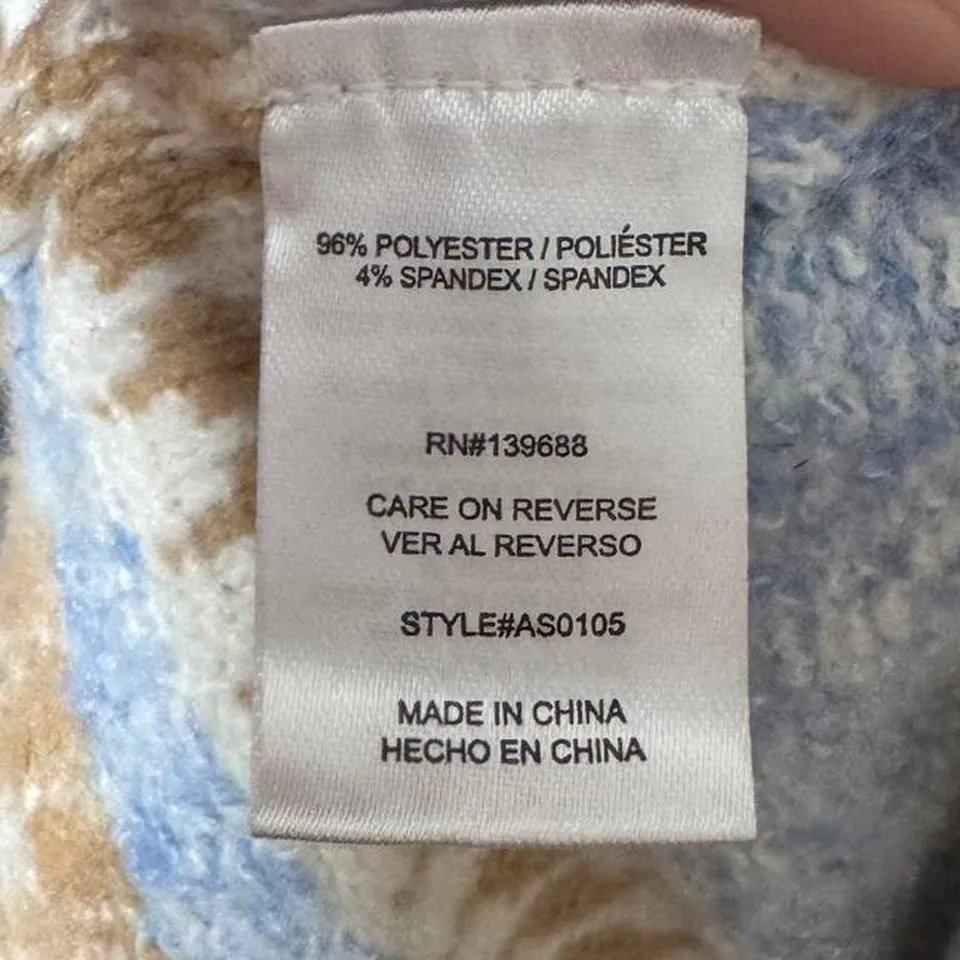 96% POLYESTER / POLIÉSTER
4% SPANDEX / SPANDEX
RN#139688
CARE ON REVERSE
VER AL REVERSO
STYLE#AS0105
MADE IN CHINA
HECHO EN CHINA